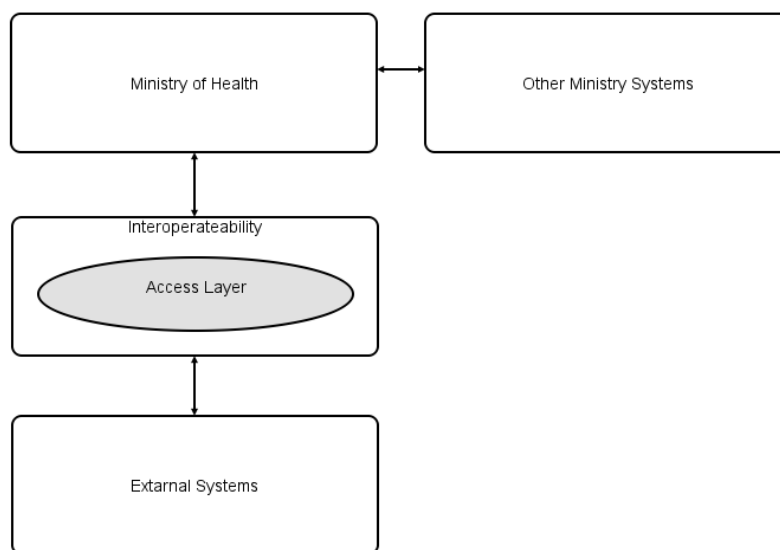 Ministry of Health
Other Ministry Systems
Interoperateability
Access Layer
Extarnal Systems